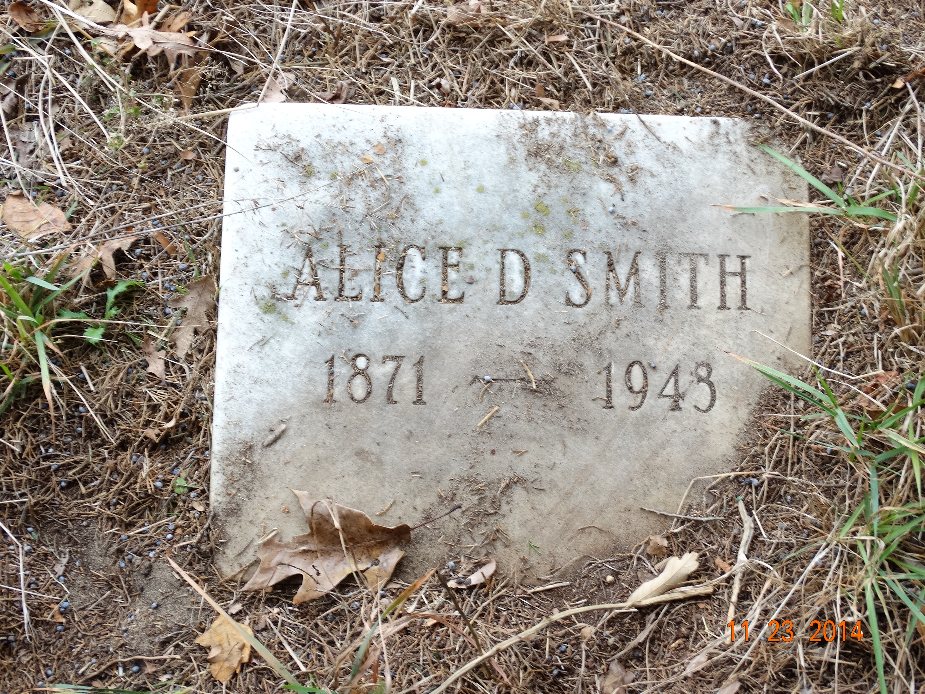 ALICE D SMITH
1871 — 1943
11 23 2014